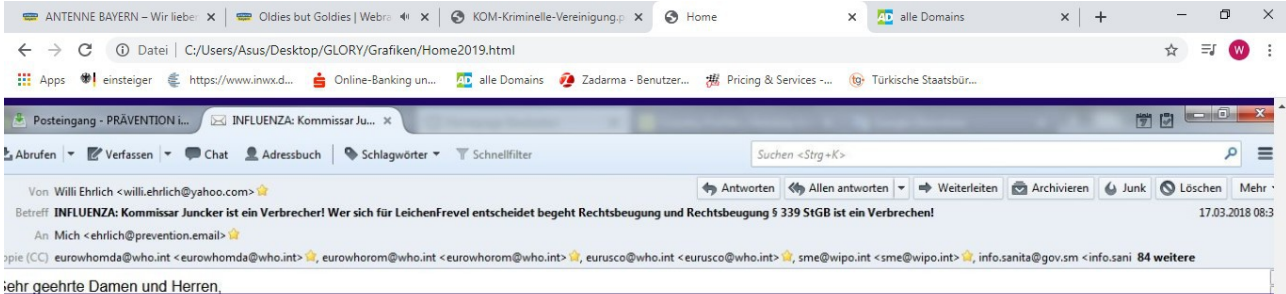 ANTENNE BAYERN – Wir lieber Oldies but Goldies | Webra KOM-Kriminelle-Vereinigung.p Home alle Domains
Datei | C:/Users/Asus/Desktop/GLORY/Grafiken/Home2019.html W
Apps einsteiger https://www.inwx.d... Online-Banking un... AD alle Domains Zadarma - Benutzer... Pricing & Services -... tg Türkische Staatsbür...
Posteingang - PRÄVENTION i... INFLUENZA: Kommissar Ju...
Abrufen Verfassen Chat Adressbuch Schlagwörter Schnellfilter Suchen <Strg+K>
Von Willi Ehrlich <willi.ehrlich@yahoo.com> Antworten Allen antworten Weiterleiten Archivieren Junk Löschen Mehr
Betreff INFLUENZA: Kommissar Juncker ist ein Verbrecher! Wer sich für LeichenFrevel entscheidet begeht Rechtsbeugung und Rechtsbeugung § 339 StGB ist ein Verbrechen! 17.03.2018 08:3
An Mich <ehrlich@prevention.email>
opie (CC) eurowhomda@who.int <eurowhomda@who.int>, eurowhorom@who.int <eurowhorom@who.int>, eurusco@who.int <eurusco@who.int>, sme@wipo.int <sme@wipo.int>, info.sanita@gov.sm <info.sani 84 weitere
Sehr geehrte Damen und Herren,